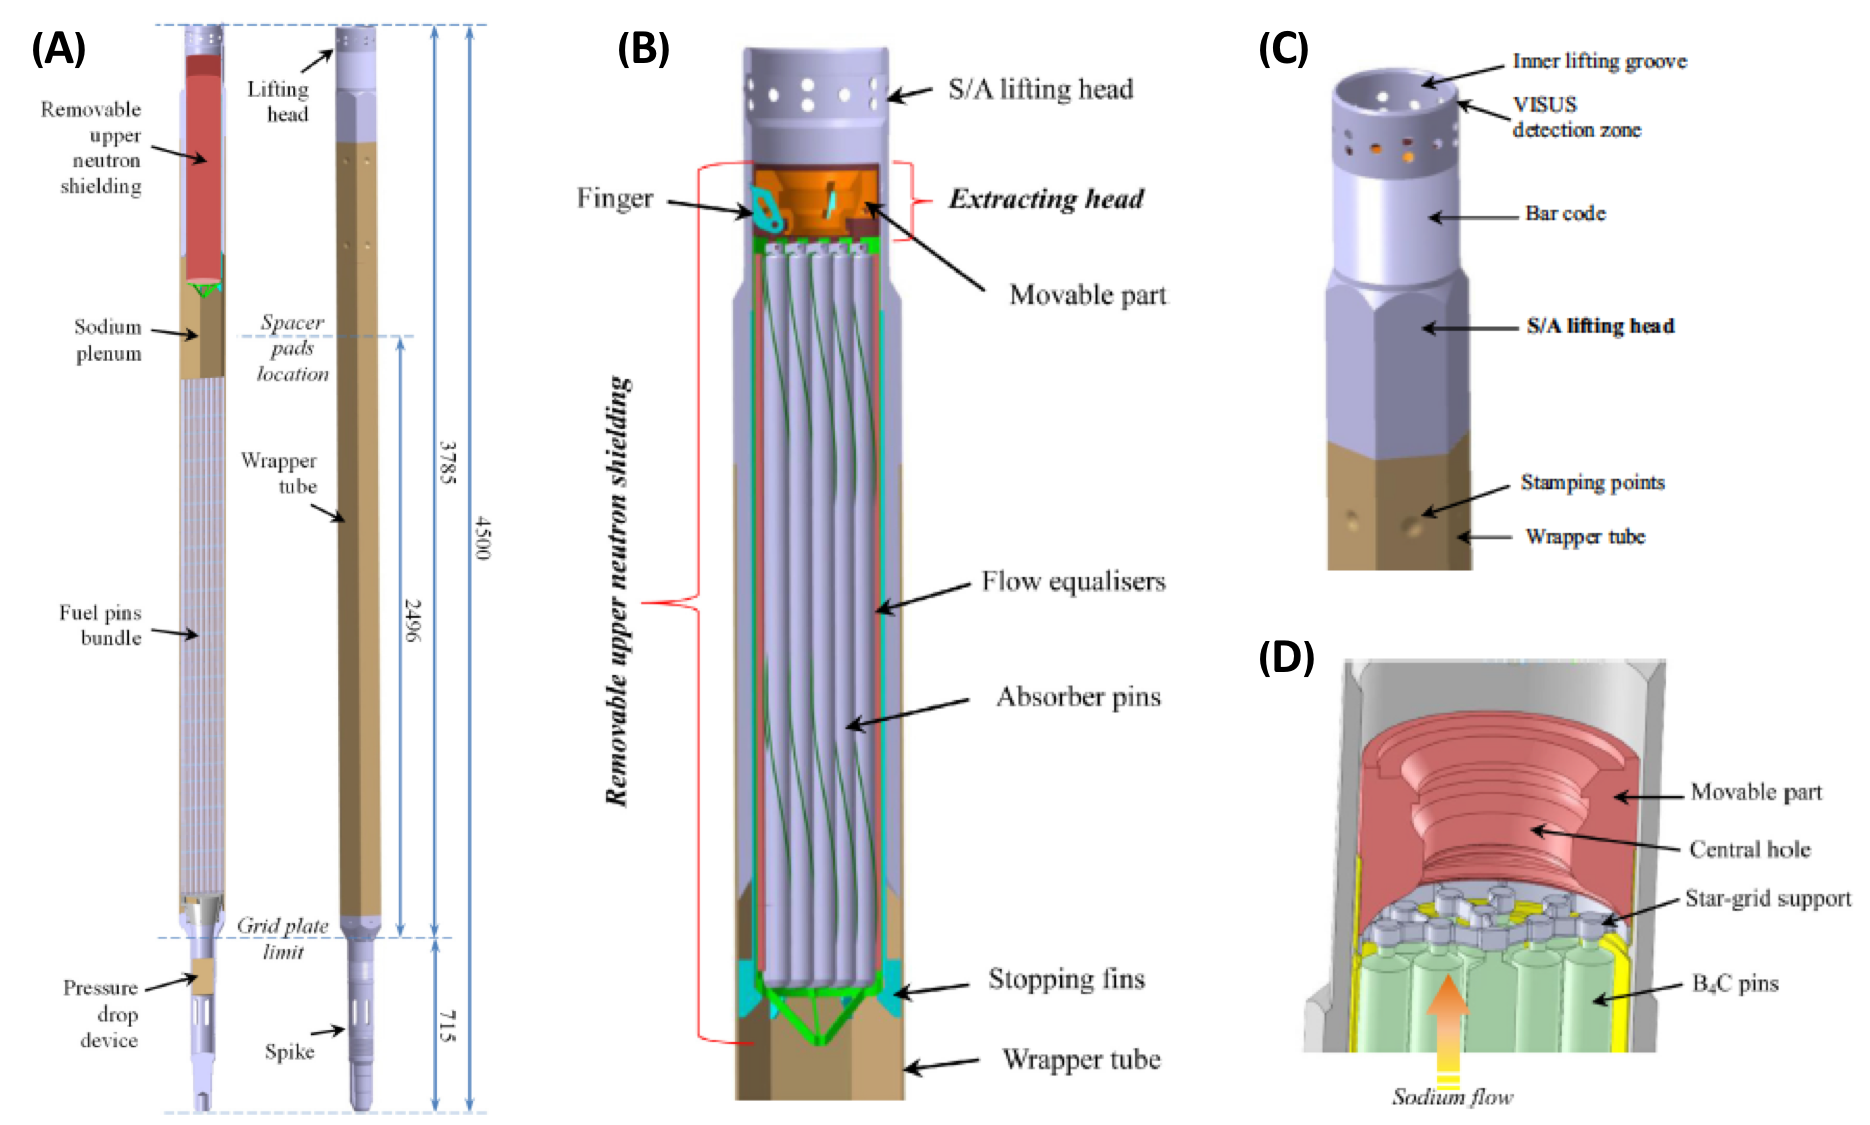 (A)
Removable
upper
neutron
shielding
Lifting
head
Sodium
plenum
Spacer
pads
location
Wrapper
tube
Fuel pins
bundle
Grid plate
limit
Pressure
drop
device
Spike
3785
4500
2496
715
(B)
S/A lifting head
Finger
Extracting head
Movable part
Removable upper neutron shielding
Flow equalisers
Absorber pins
Stopping fins
Wrapper tube
(C)
Inner lifting groove
VISUS
detection zone
Bar code
S/A lifting head
Stamping points
Wrapper tube
(D)
Movable part
Central hole
Star-grid support
B₄C pins
Sodium flow